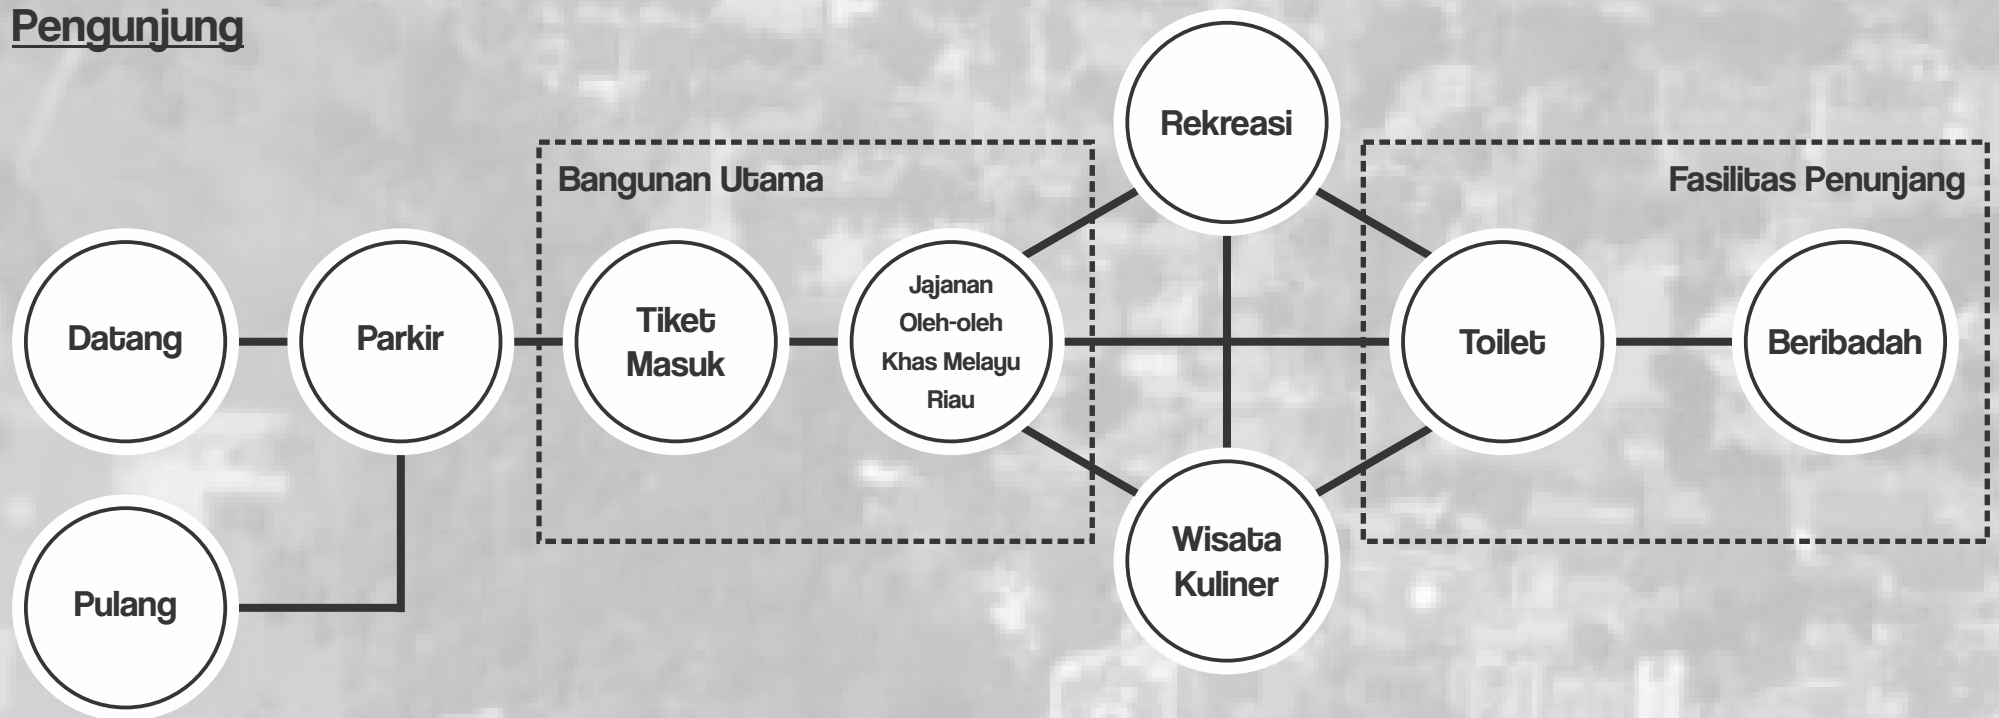 Pengunjung
Rekreasi
Bangunan Utama
Fasilitas Penunjang
Datang
Parkir
Tiket
Masuk
Jajanan
Oleh-oleh
Khas Melayu
Riau
Toilet
Beribadah
Wisata
Kuliner
Pulang